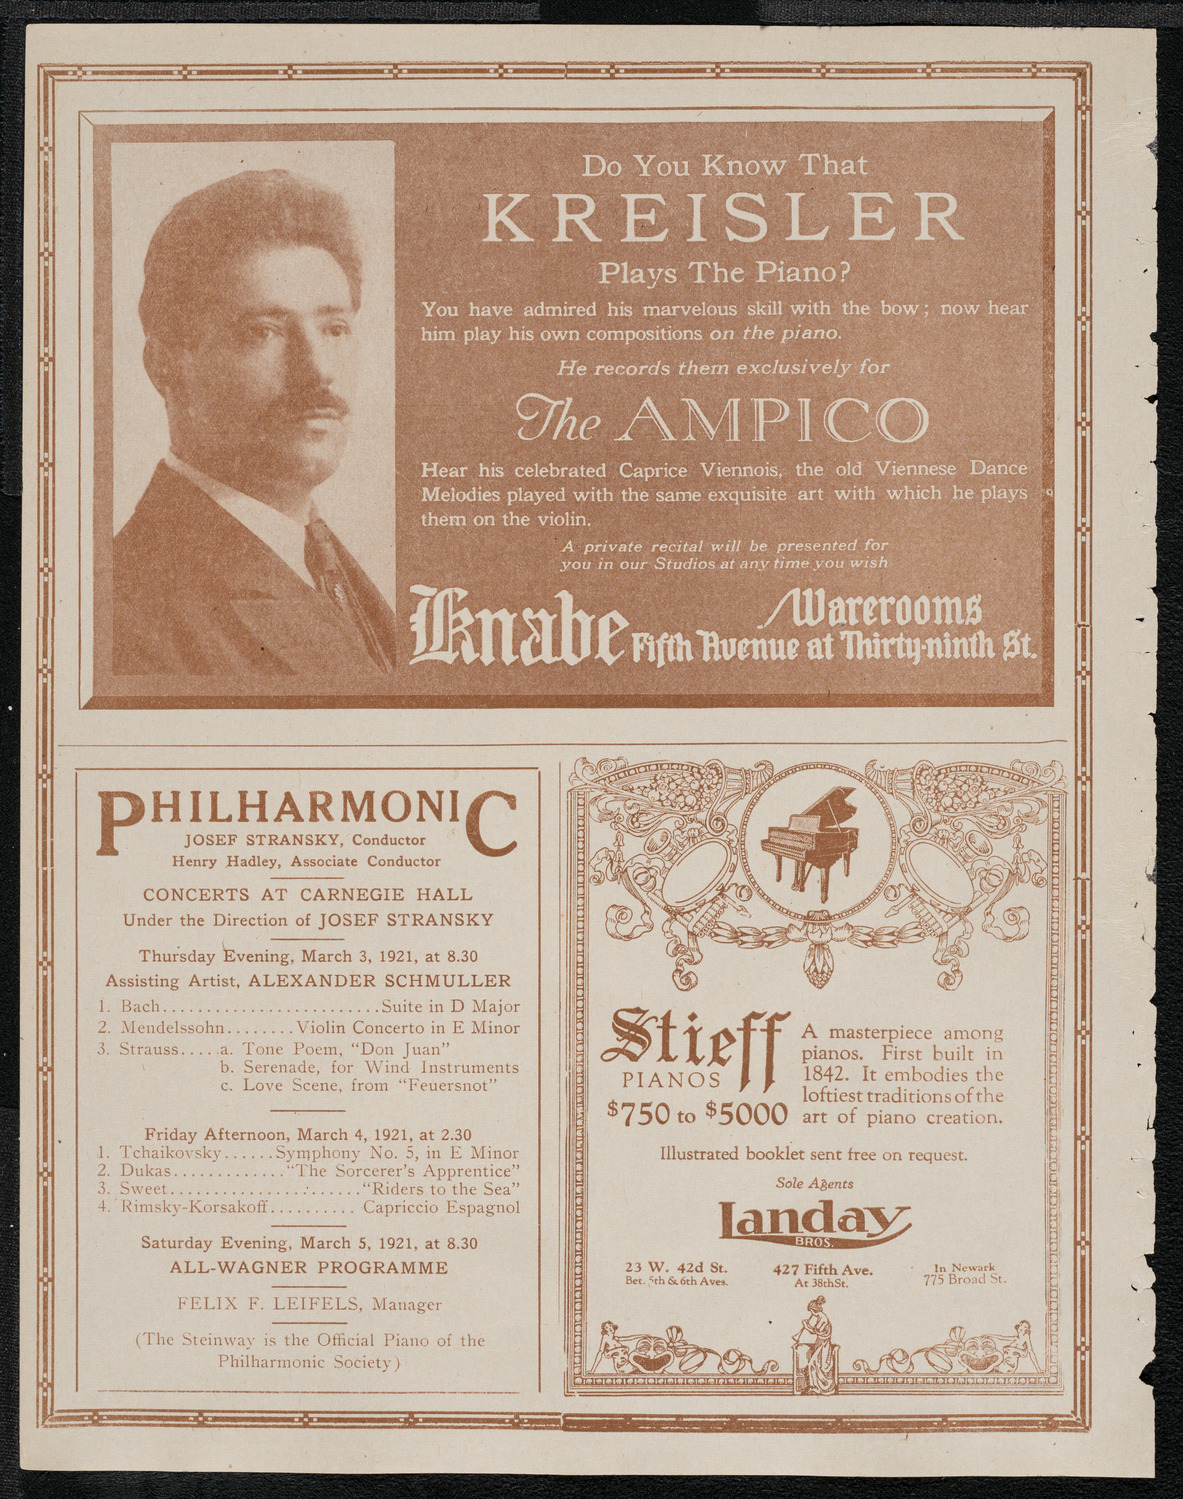 Do You Know That
KREISLER
Plays The Piano?
You have admired his marvelous skill with the bow; now hear
him play his own compositions on the piano.
He records them exclusively for
The AMPICO
Hear his celebrated Caprice Viennois, the old Viennese Dance
Melodies played with the same exquisite art with which he plays
them on the violin.
A private recital will be presented for
you in our Studios at any time you wish
Knabe Warerooms
Fifth Avenue at Thirty-ninth St.
PHILHARMONIC
JOSEF STRANSKY, Conductor
Henry Hadley, Associate Conductor
CONCERTS AT CARNEGIE HALL
Under the Direction of JOSEF STRANSKY
Thursday Evening, March 3, 1921, at 8.30
Assisting Artist, ALEXANDER SCHMULLER
1. Bach........................Suite in D Major
2. Mendelssohn........Violin Concerto in E Minor
3. Strauss.....a. Tone Poem, "Don Juan"
b. Serenade, for Wind Instruments
c. Love Scene, from "Feuersnot"
Friday Afternoon, March 4, 1921, at 2.30
1. Tchaikovsky......Symphony No. 5, in E Minor
2. Dukas............"The Sorcerer's Apprentice"
3. Sweet....................."Riders to the Sea"
4. Rimsky-Korsakoff.......... Capriccio Espagnol
Saturday Evening, March 5, 1921, at 8.30
ALL-WAGNER PROGRAMME
FELIX F. LEIFELS, Manager
(The Steinway is the Official Piano of the
Philharmonic Society)
Stieff
PIANOS
$750 to $5000
A masterpiece among
pianos. First built in
1842. It embodies the
loftiest traditions of the
art of piano creation.
Illustrated booklet sent free on request.
Sole Agents
Landay
BROS.
23 W. 42d St.
Bet. 5th & 6th Aves.
427 Fifth Ave.
At 38th St.
In Newark
775 Broad St.